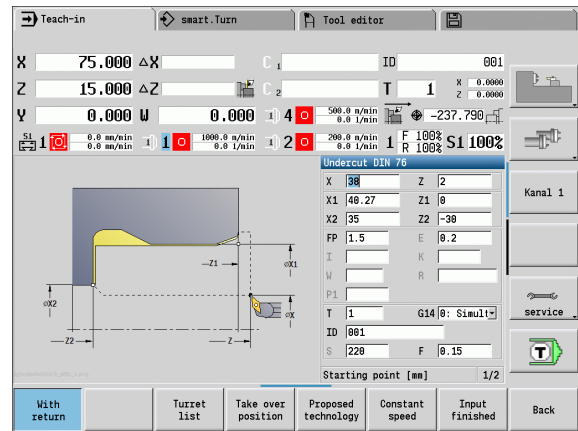 Teach-in smart.Turn Tool editor
X 75.000 △X C 1 ID 001
Z 15.000 △Z C 2 T 1 X 0.0000 Z 0.0000
Y 0.000 W 0.000 4 500.0 m/min 0.0 1/min -237.790
S1 1 0.0 mm/min 0.0 mm/min 1 1000.0 m/min 0.0 1/min 2 200.0 m/min 0.0 1/min 1 F 100% R 100% S1 100%
Undercut DIN 76
X 38 Z 2
X1 40.27 Z1 0
X2 35 Z2 -30
FP 1.5 E 0.2
I K
W R
P1
T 1 G14 0: Simult
ID 001
S 220 F 0.15
Starting point [mm] 1/2
Z1
⌀X1
⌀X2
⌀X
Z2
Z
Kanal 1
service
T
With return
Turret list
Take over position
Proposed technology
Constant speed
Input finished
Back